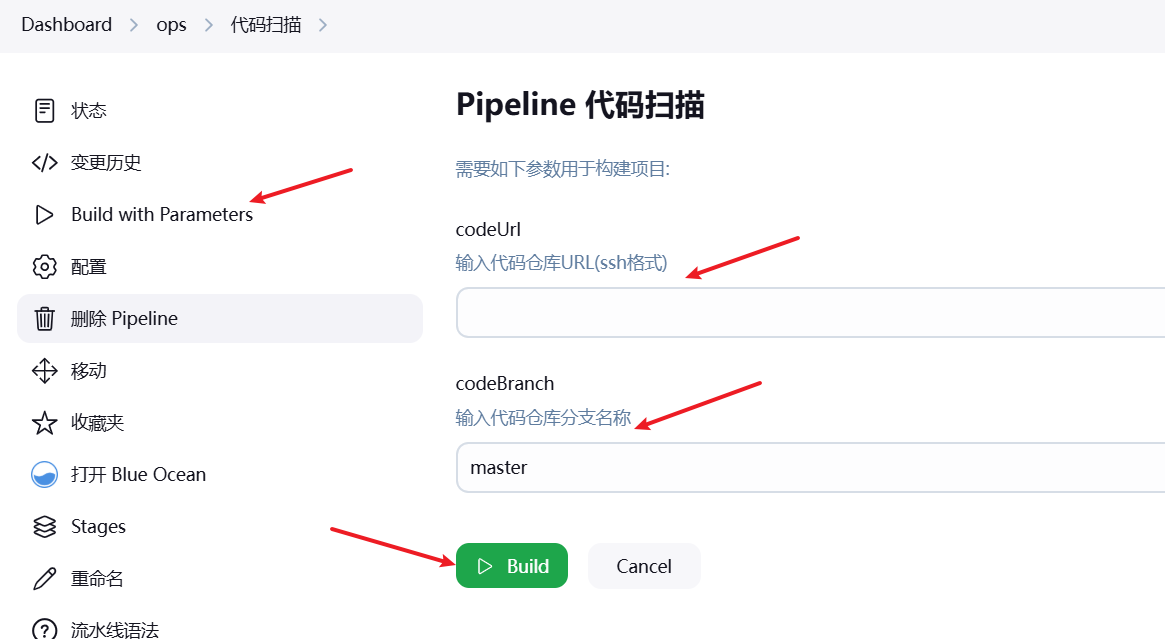 Dashboard > ops > 代码扫描 >
状态
变更历史
Build with Parameters
配置
删除 Pipeline
移动
收藏夹
打开 Blue Ocean
Stages
重命名
流水线语法
Pipeline 代码扫描
需要如下参数用于构建项目:
codeUrl
输入代码仓库URL(ssh格式)
codeBranch
输入代码仓库分支名称
master
Build
Cancel